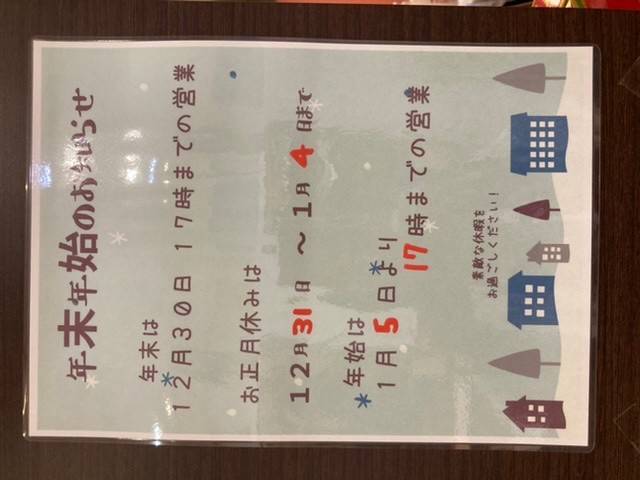 年末年始のお知らせ
年末は
12月30日 17時までの営業
お正月休みは
12月31日 ～ 1月4日まで
年始は
1月5日より
17時までの営業
素敵な休暇を
お過ごしください！